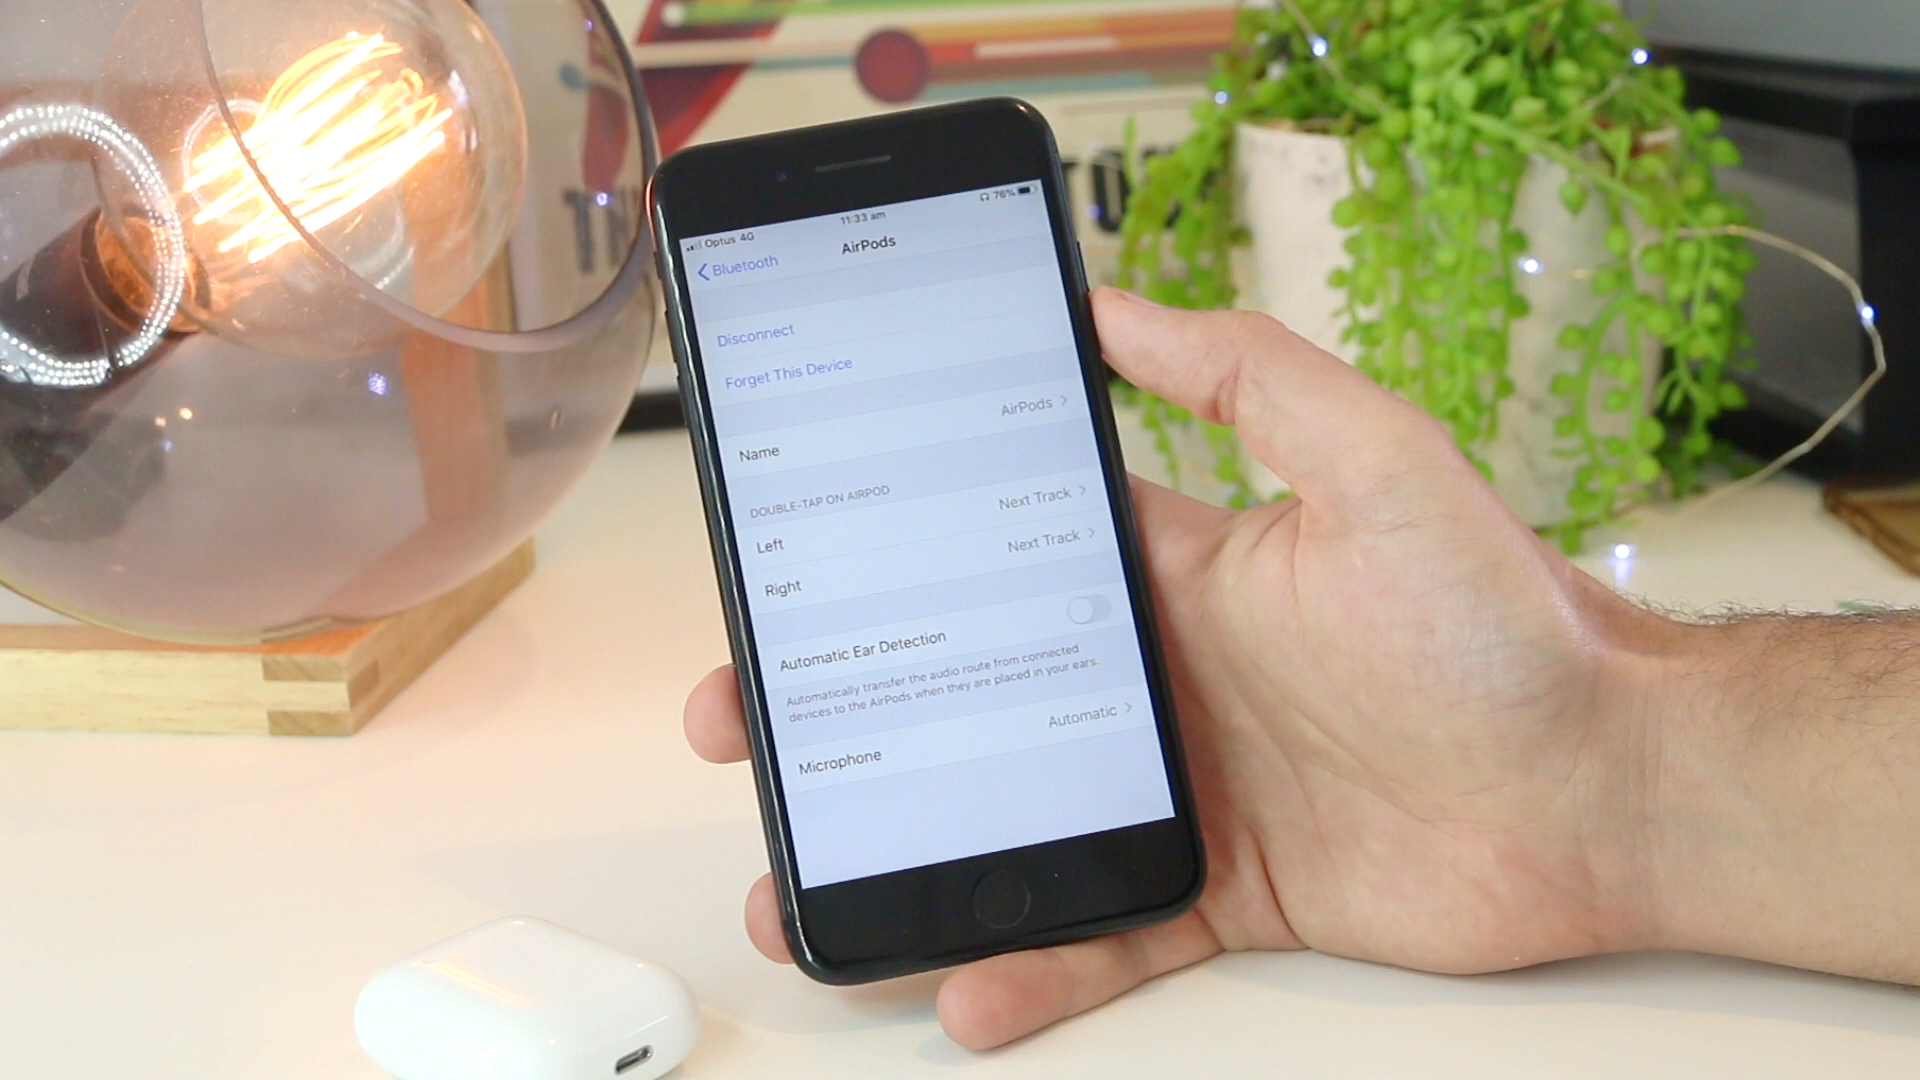 Optus 4G
11:33 am
76%
Bluetooth
AirPods
Disconnect
Forget This Device
Name
AirPods
DOUBLE-TAP ON AIRPOD
Left
Next Track
Right
Next Track
Automatic Ear Detection
Automatically transfer the audio route from connected
devices to the AirPods when they are placed in your ears.
Microphone
Automatic